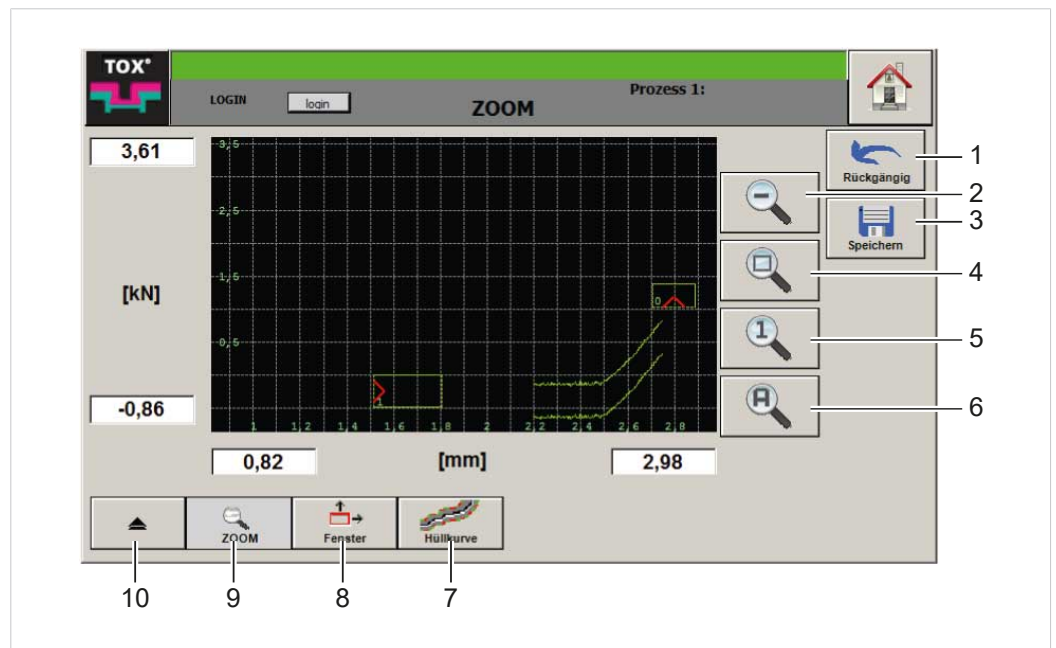 TOX®
LOGIN
login
ZOOM
Prozess 1:
3,61
[kN]
-0,86
3,5
2,5
1,5
0,5
1 1,2 1,4 1,6 1,8 2 2,2 2,4 2,6 2,8
0
1
0,82
[mm]
2,98
Rückgängig
Speichern
1
A
ZOOM
Fenster
Hüllkurve
1
2
3
4
5
6
10
9
8
7